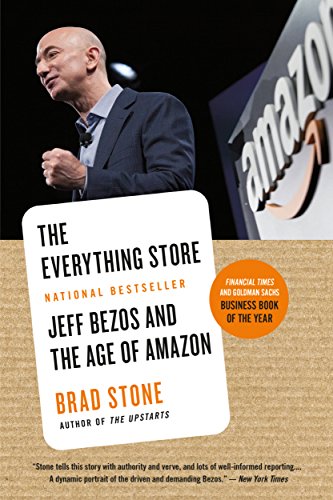 amazon
THE
EVERYTHING STORE
NATIONAL BESTSELLER
JEFF BEZOS AND
THE AGE OF AMAZON
BRAD STONE
AUTHOR OF THE UPSTARTS
FINANCIAL TIMES
AND GOLDMAN SACHS
BUSINESS BOOK
OF THE YEAR
"Stone tells this story with authority and verve, and lots of well-informed reporting....
A dynamic portrait of the driven and demanding Bezos." — New York Times